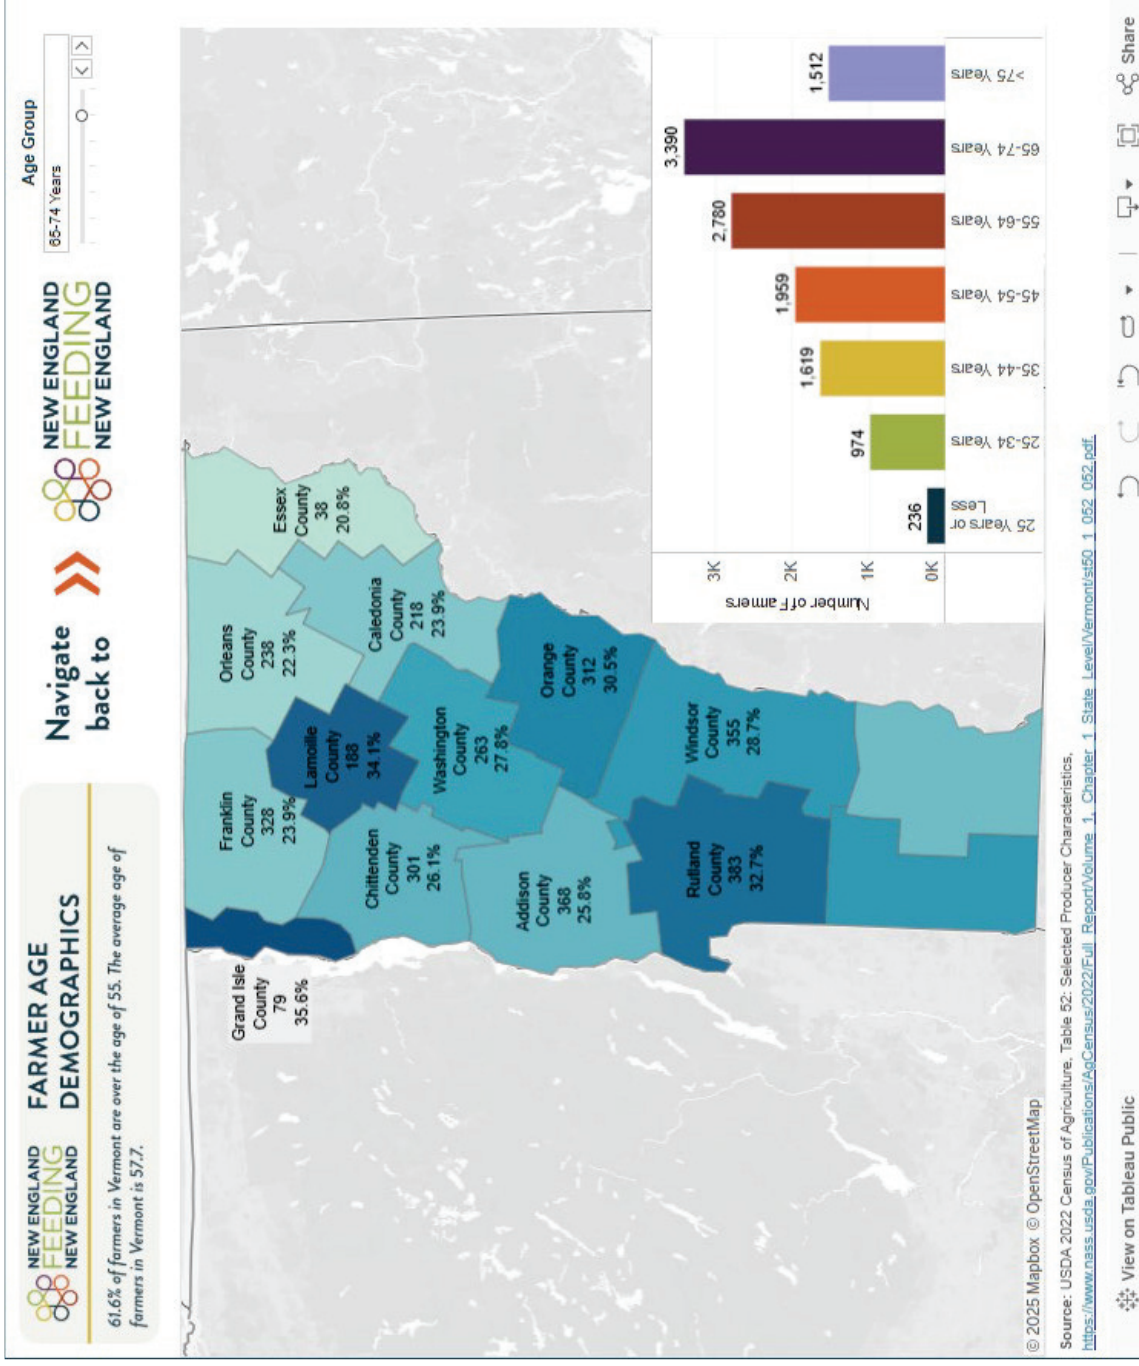 NEW ENGLAND
FEEDING
NEW ENGLAND
FARMER AGE
DEMOGRAPHICS
61.6% of farmers in Vermont are over the age of 55. The average age of
farmers in Vermont is 57.7.
Navigate
back to
NEW ENGLAND
FEEDING
NEW ENGLAND
Age Group
65-74 Years
Grand Isle
County
79
35.6%
Franklin
County
328
23.9%
Orleans
County
238
22.3%
Essex
County
38
20.8%
Lamoille
County
188
34.1%
Chittenden
County
301
26.1%
Caledonia
County
218
23.9%
Washington
County
263
27.8%
Addison
County
368
25.8%
Orange
County
312
30.5%
Rutland
County
383
32.7%
Windsor
County
355
28.7%
Number of Farmers
3K
2K
1K
0K
236
974
1,619
1,959
2,780
3,390
1,512
25 Years or
Less
25-34 Years
35-44 Years
45-54 Years
55-64 Years
65-74 Years
>75 Years
© 2025 Mapbox © OpenStreetMap
Source: USDA 2022 Census of Agriculture, Table 52: Selected Producer Characteristics,
https://www.nass.usda.gov/Publications/AgCensus/2022/Full_Report/Volume_1,_Chapter_1_State_Level/Vermont/st50_1_052_052.pdf.
View on Tableau Public
Share